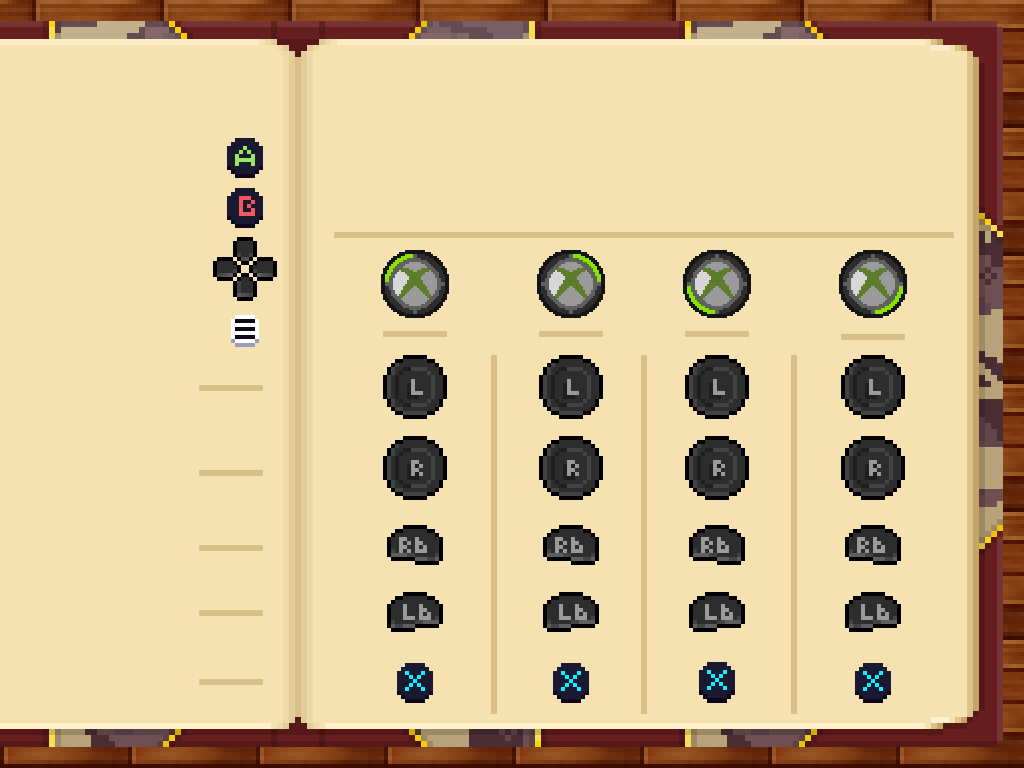 A
B
L L L L
R R R R
Rb Rb Rb Rb
Lb Lb Lb Lb
X X X X